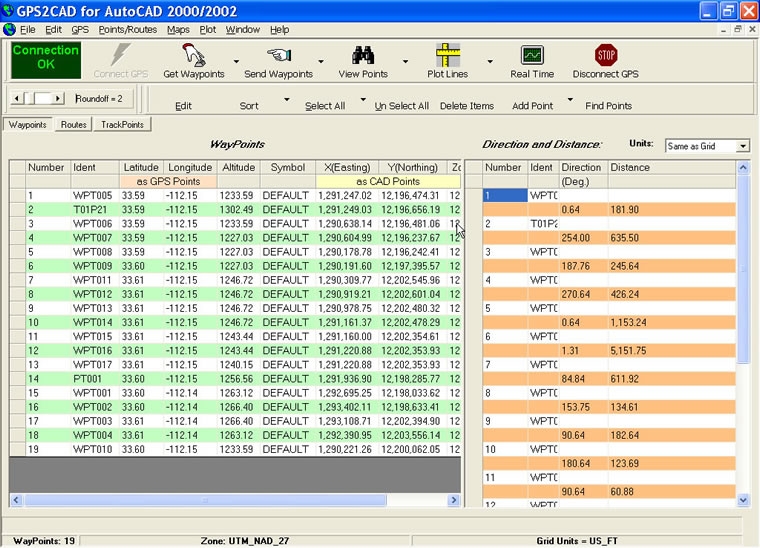 GPS2CAD for AutoCAD 2000/2002
File Edit GPS Points/Routes Maps Plot Window Help
Connection OK
Connect GPS Get Waypoints Send Waypoints View Points Plot Lines Real Time STOP Disconnect GPS
Roundoff = 2 Edit Sort Select All Un Select All Delete Items Add Point Find Points
Waypoints Routes TrackPoints
WayPoints Direction and Distance: Units: Same as Grid
Number Ident Latitude Longitude Altitude Symbol X(Easting) Y(Northing) Zo Number Ident Direction Distance
as GPS Points as CAD Points (Deg.)
1 WPT005 33.59 -112.15 1233.59 DEFAULT 1,291,247.02 12,196,474.31 12 1 WPTC
2 T01P21 33.59 -112.15 1302.49 DEFAULT 1,291,249.03 12,196,656.19 12 0.64 181.90
3 WPT006 33.59 -112.15 1233.59 DEFAULT 1,290,638.14 12,196,481.06 2 T01P2
4 WPT007 33.59 -112.15 1227.03 DEFAULT 1,290,604.99 12,196,237.67 12 254.00 635.50
5 WPT008 33.59 -112.15 1227.03 DEFAULT 1,290,178.78 12,196,242.41 12 3 WPTC
6 WPT009 33.60 -112.15 1227.03 DEFAULT 1,290,191.60 12,197,395.57 12 187.76 245.64
7 WPT011 33.61 -112.15 1246.72 DEFAULT 1,290,309.77 12,202,545.96 12 4 WPTC
8 WPT012 33.61 -112.15 1246.72 DEFAULT 1,290,919.21 12,202,601.04 12 270.64 426.24
9 WPT013 33.61 -112.15 1246.72 DEFAULT 1,290,978.75 12,202,480.32 12 5 WPTC
10 WPT014 33.61 -112.15 1246.72 DEFAULT 1,291,161.37 12,202,478.29 12 0.64 1,153.24
11 WPT015 33.61 -112.15 1243.44 DEFAULT 1,291,160.00 12,202,354.61 12 6 WPTC
12 WPT016 33.61 -112.15 1243.44 DEFAULT 1,291,220.88 12,202,353.93 12 1.31 5,151.75
13 WPT017 33.61 -112.15 1240.15 DEFAULT 1,291,220.88 12,202,353.93 12 7 WPTC
14 PT001 33.60 -112.15 1256.56 DEFAULT 1,291,936.90 12,198,285.77 12 84.84 611.92
15 WPT001 33.60 -112.14 1263.12 DEFAULT 1,292,695.25 12,198,033.62 12 8 WPTC
16 WPT002 33.60 -112.14 1266.40 DEFAULT 1,293,402.11 12,198,633.41 12 153.75 134.61
17 WPT003 33.61 -112.14 1266.40 DEFAULT 1,293,108.71 12,202,394.90 12 9 WPTC
18 WPT004 33.61 -112.14 1263.12 DEFAULT 1,292,390.95 12,203,556.14 12 90.64 182.64
19 WPT010 33.60 -112.15 1233.59 DEFAULT 1,290,221.26 12,200,062.05 12 10 WPTC
180.64 123.69
11 WPTC
90.64 60.88
12 WPTC
WayPoints: 19 Zone: UTM_NAD_27 Grid Units = US_FT